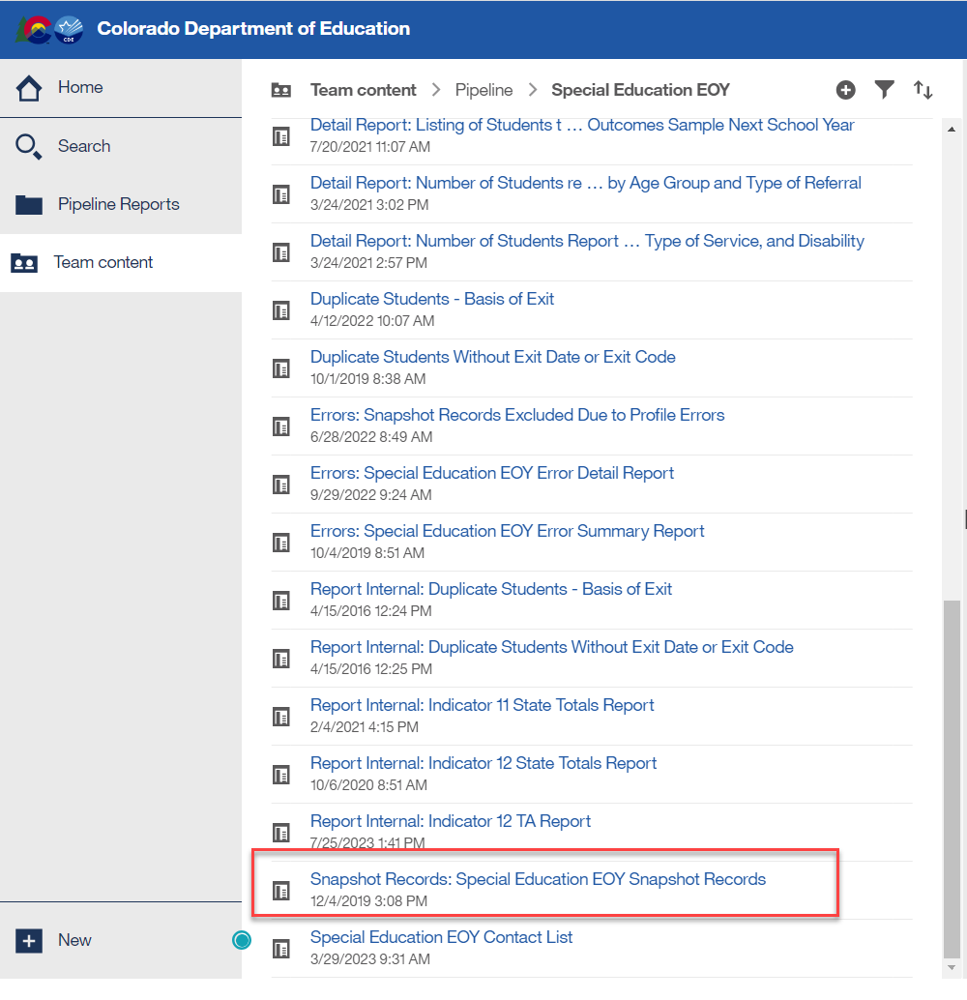 CDE
Colorado Department of Education
Home
Search
Pipeline Reports
Team content
New
Team content > Pipeline > Special Education EOY
Detail Report: Listing of Students t … Outcomes Sample Next School Year
7/20/2021 11:07 AM
Detail Report: Number of Students re … by Age Group and Type of Referral
3/24/2021 3:02 PM
Detail Report: Number of Students Report … Type of Service, and Disability
3/24/2021 2:57 PM
Duplicate Students - Basis of Exit
4/12/2022 10:07 AM
Duplicate Students Without Exit Date or Exit Code
10/1/2019 8:38 AM
Errors: Snapshot Records Excluded Due to Profile Errors
6/28/2022 8:49 AM
Errors: Special Education EOY Error Detail Report
9/29/2022 9:24 AM
Errors: Special Education EOY Error Summary Report
10/4/2019 8:51 AM
Report Internal: Duplicate Students - Basis of Exit
4/15/2016 12:24 PM
Report Internal: Duplicate Students Without Exit Date or Exit Code
4/15/2016 12:25 PM
Report Internal: Indicator 11 State Totals Report
2/4/2021 4:15 PM
Report Internal: Indicator 12 State Totals Report
10/6/2020 8:51 AM
Report Internal: Indicator 12 TA Report
7/25/2023 1:41 PM
Snapshot Records: Special Education EOY Snapshot Records
12/4/2019 3:08 PM
Special Education EOY Contact List
3/29/2023 9:31 AM